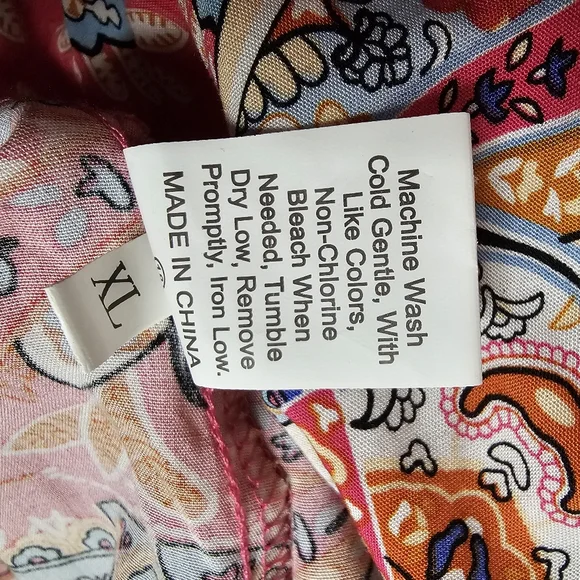 Machine Wash
Cold Gentle, With
Like Colors,
Non-Chlorine
Bleach When
Needed, Tumble
Dry Low, Remove
Promptly, Iron Low.
MADE IN CHINA
XL